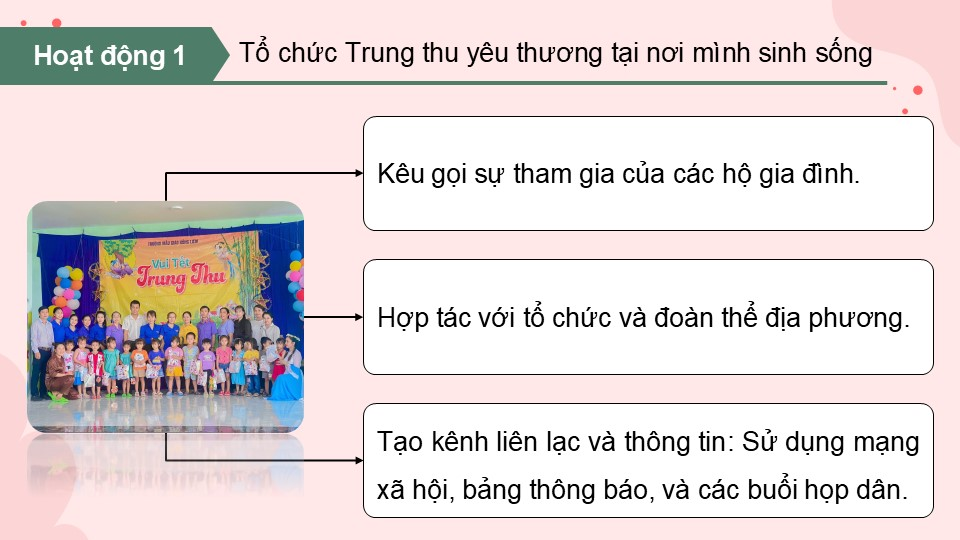 Hoạt động 1
Tổ chức Trung thu yêu thương tại nơi mình sinh sống
Kêu gọi sự tham gia của các hộ gia đình.
Hợp tác với tổ chức và đoàn thể địa phương.
Tạo kênh liên lạc và thông tin: Sử dụng mạng
xã hội, bảng thông báo, và các buổi họp dân.
Vui Tết
Trung Thu